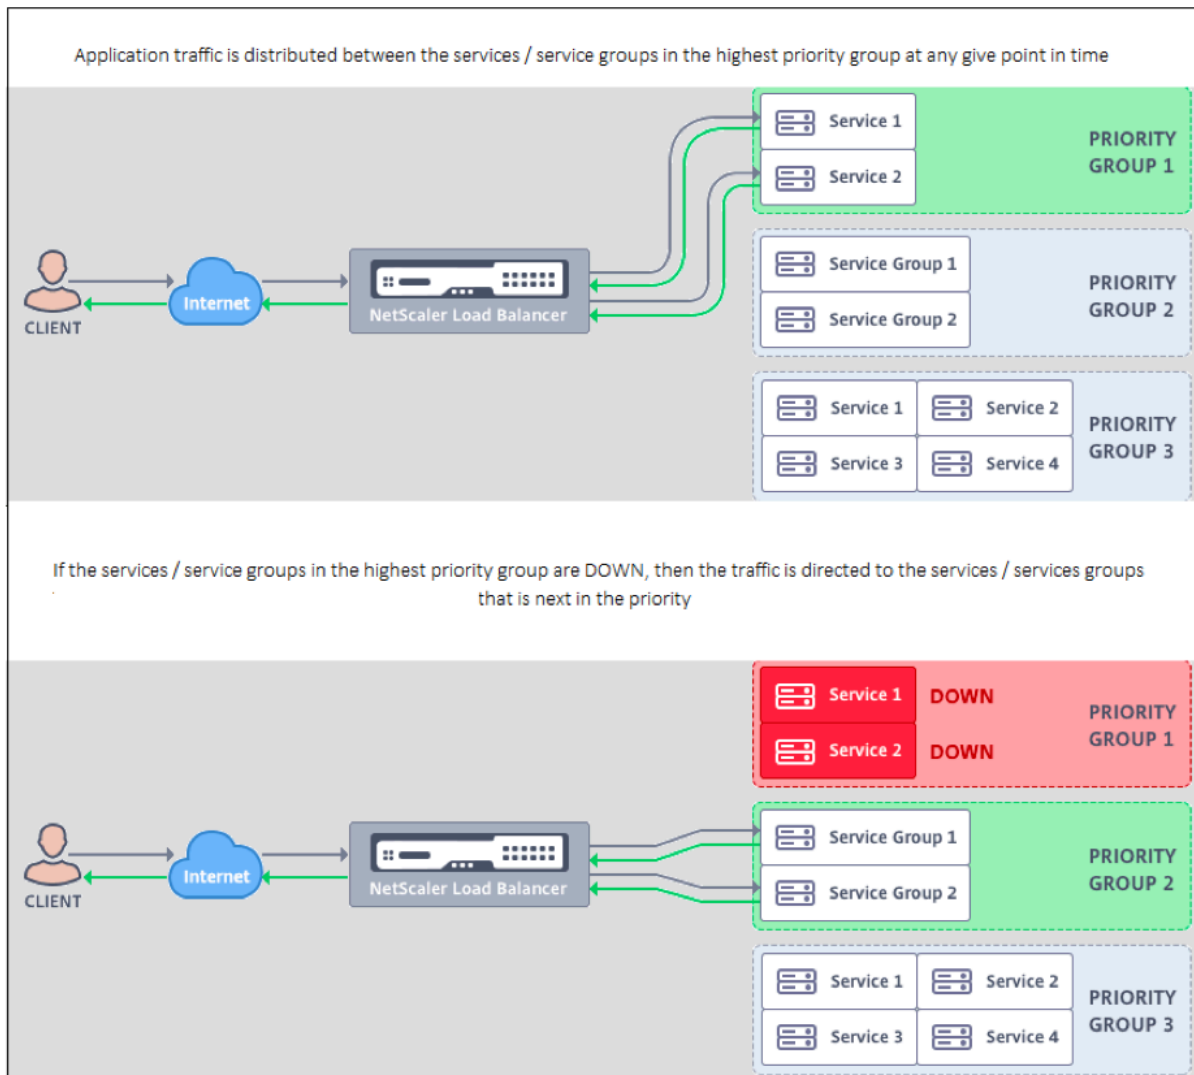 Application traffic is distributed between the services / service groups in the highest priority group at any give point in time
Service 1
Service 2
PRIORITY
GROUP 1
Service Group 1
Service Group 2
PRIORITY
GROUP 2
CLIENT
Internet
NetScaler Load Balancer
Service 1
Service 2
Service 3
Service 4
PRIORITY
GROUP 3
If the services / service groups in the highest priority group are DOWN, then the traffic is directed to the services / services groups
that is next in the priority
Service 1 DOWN
Service 2 DOWN
PRIORITY
GROUP 1
Service Group 1
Service Group 2
PRIORITY
GROUP 2
CLIENT
Internet
NetScaler Load Balancer
Service 1
Service 2
Service 3
Service 4
PRIORITY
GROUP 3